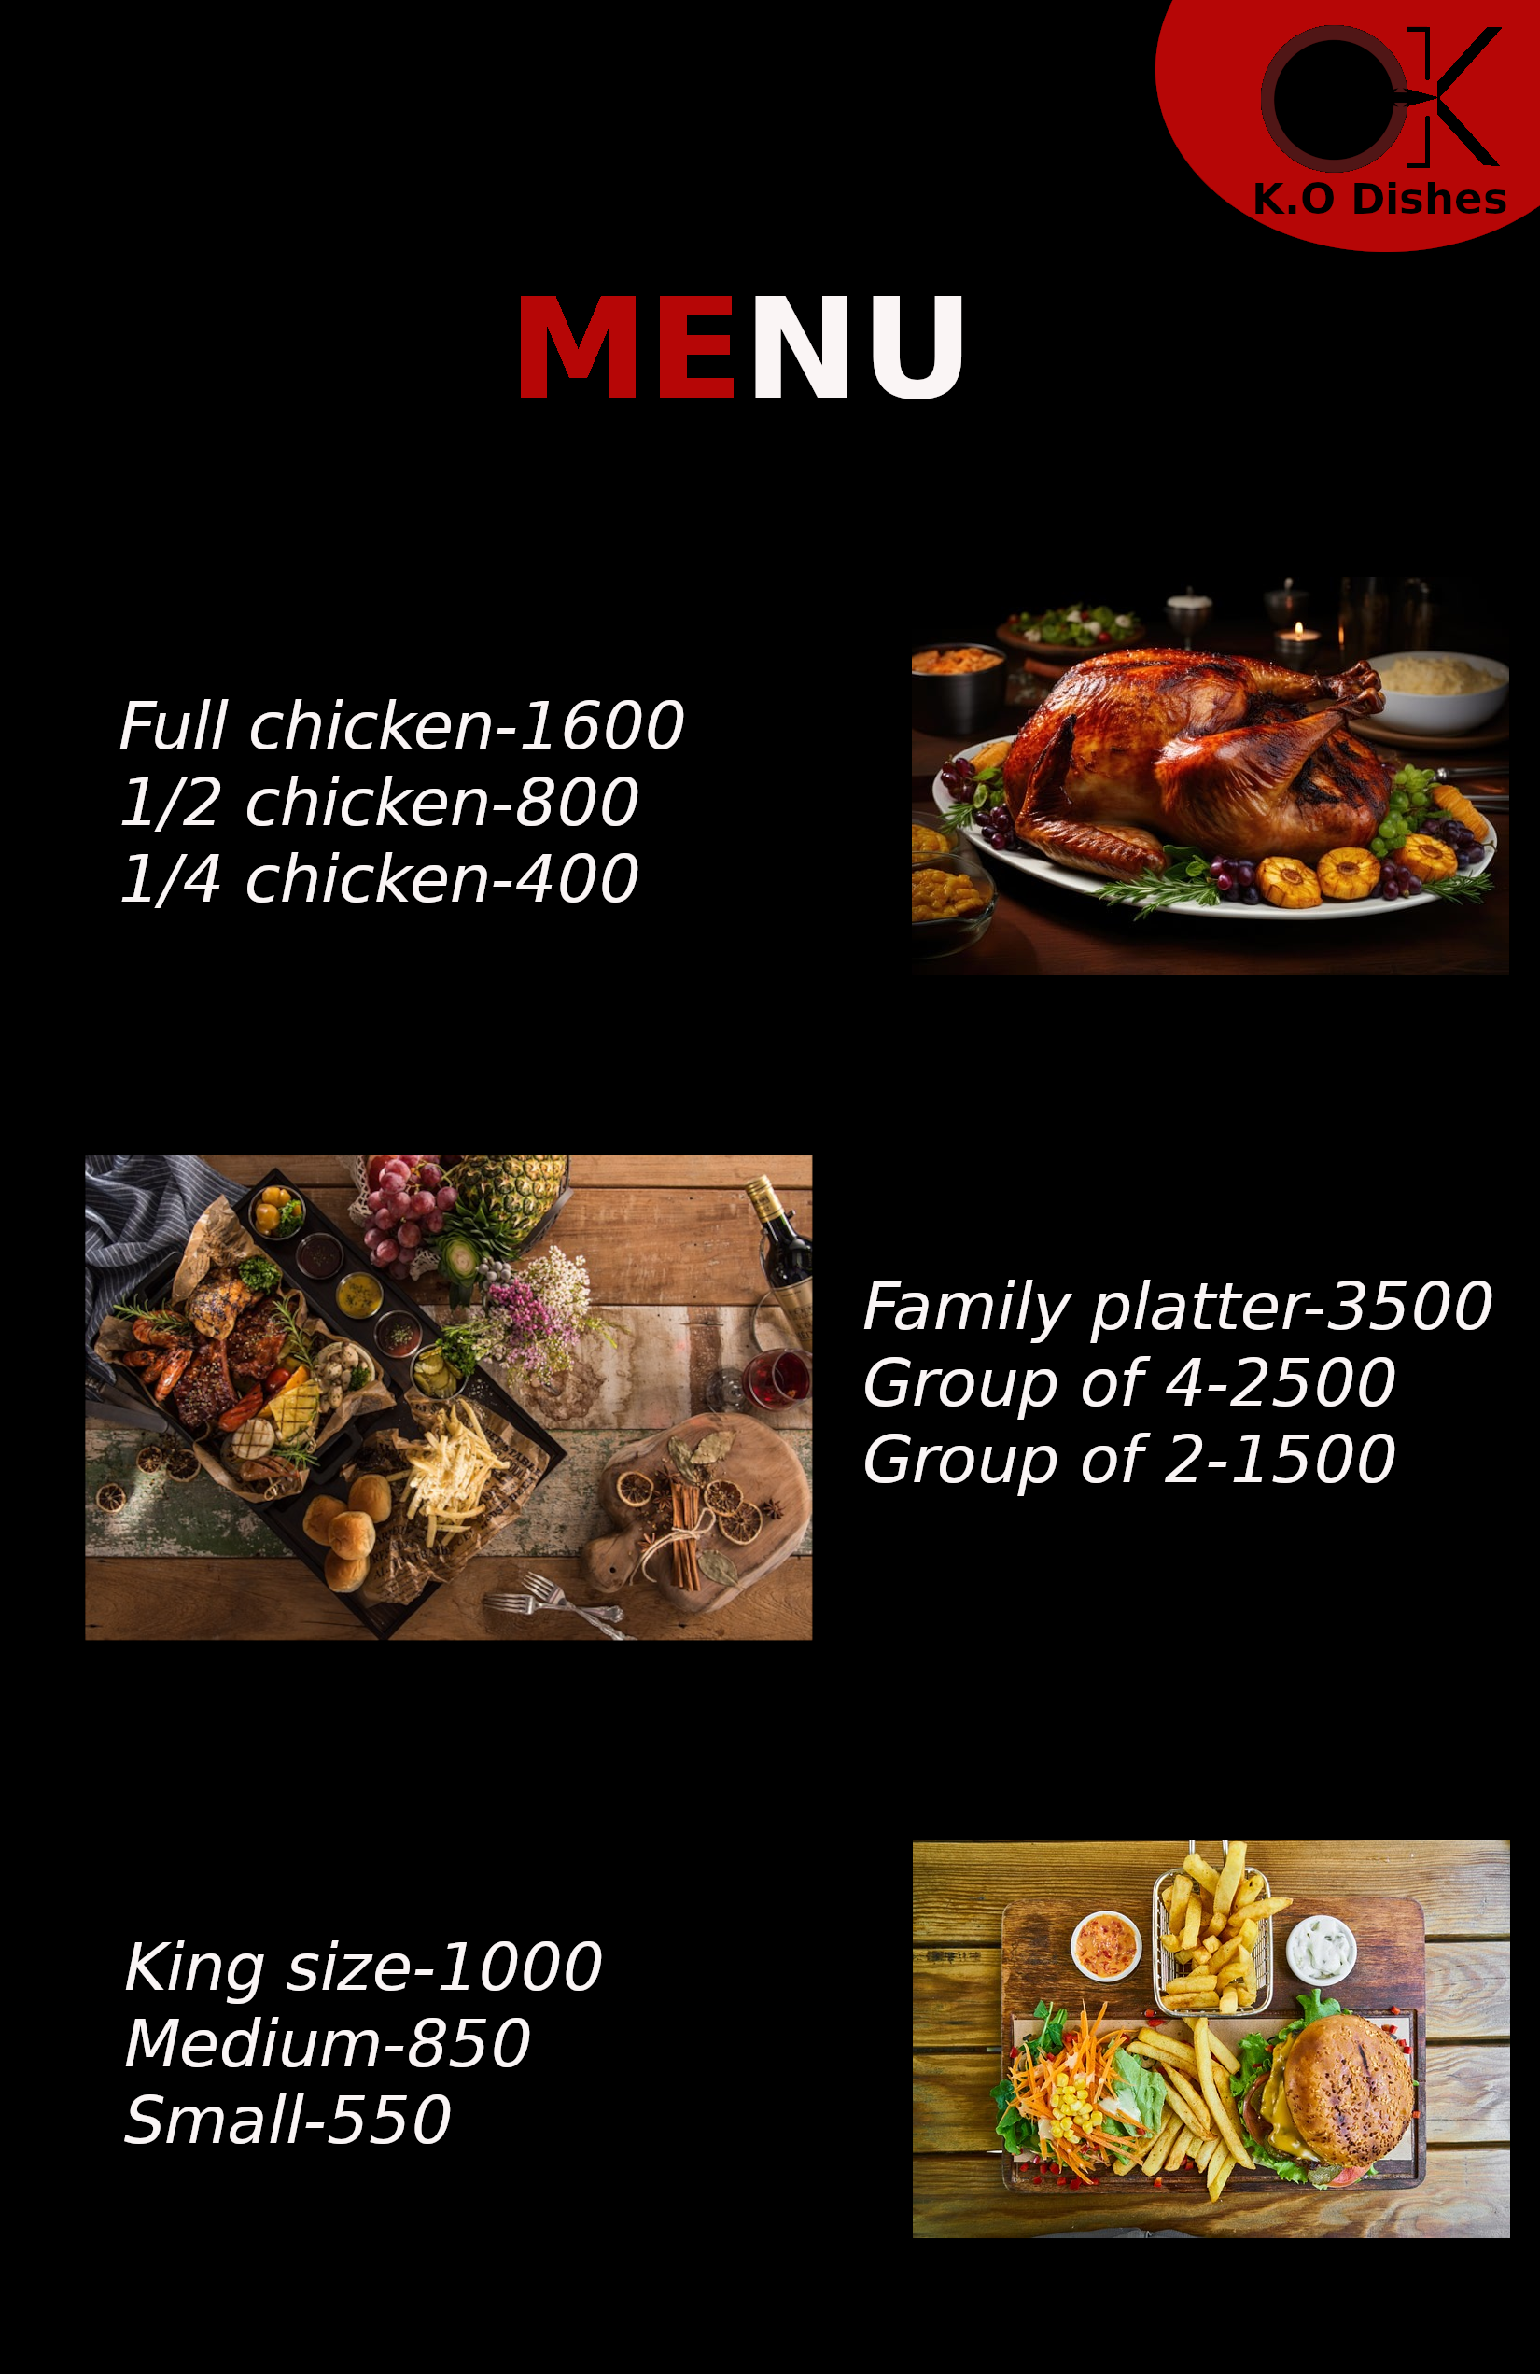 K.O Dishes
MENU
Full chicken-1600
1/2 chicken-800
1/4 chicken-400
Family platter-3500
Group of 4-2500
Group of 2-1500
King size-1000
Medium-850
Small-550